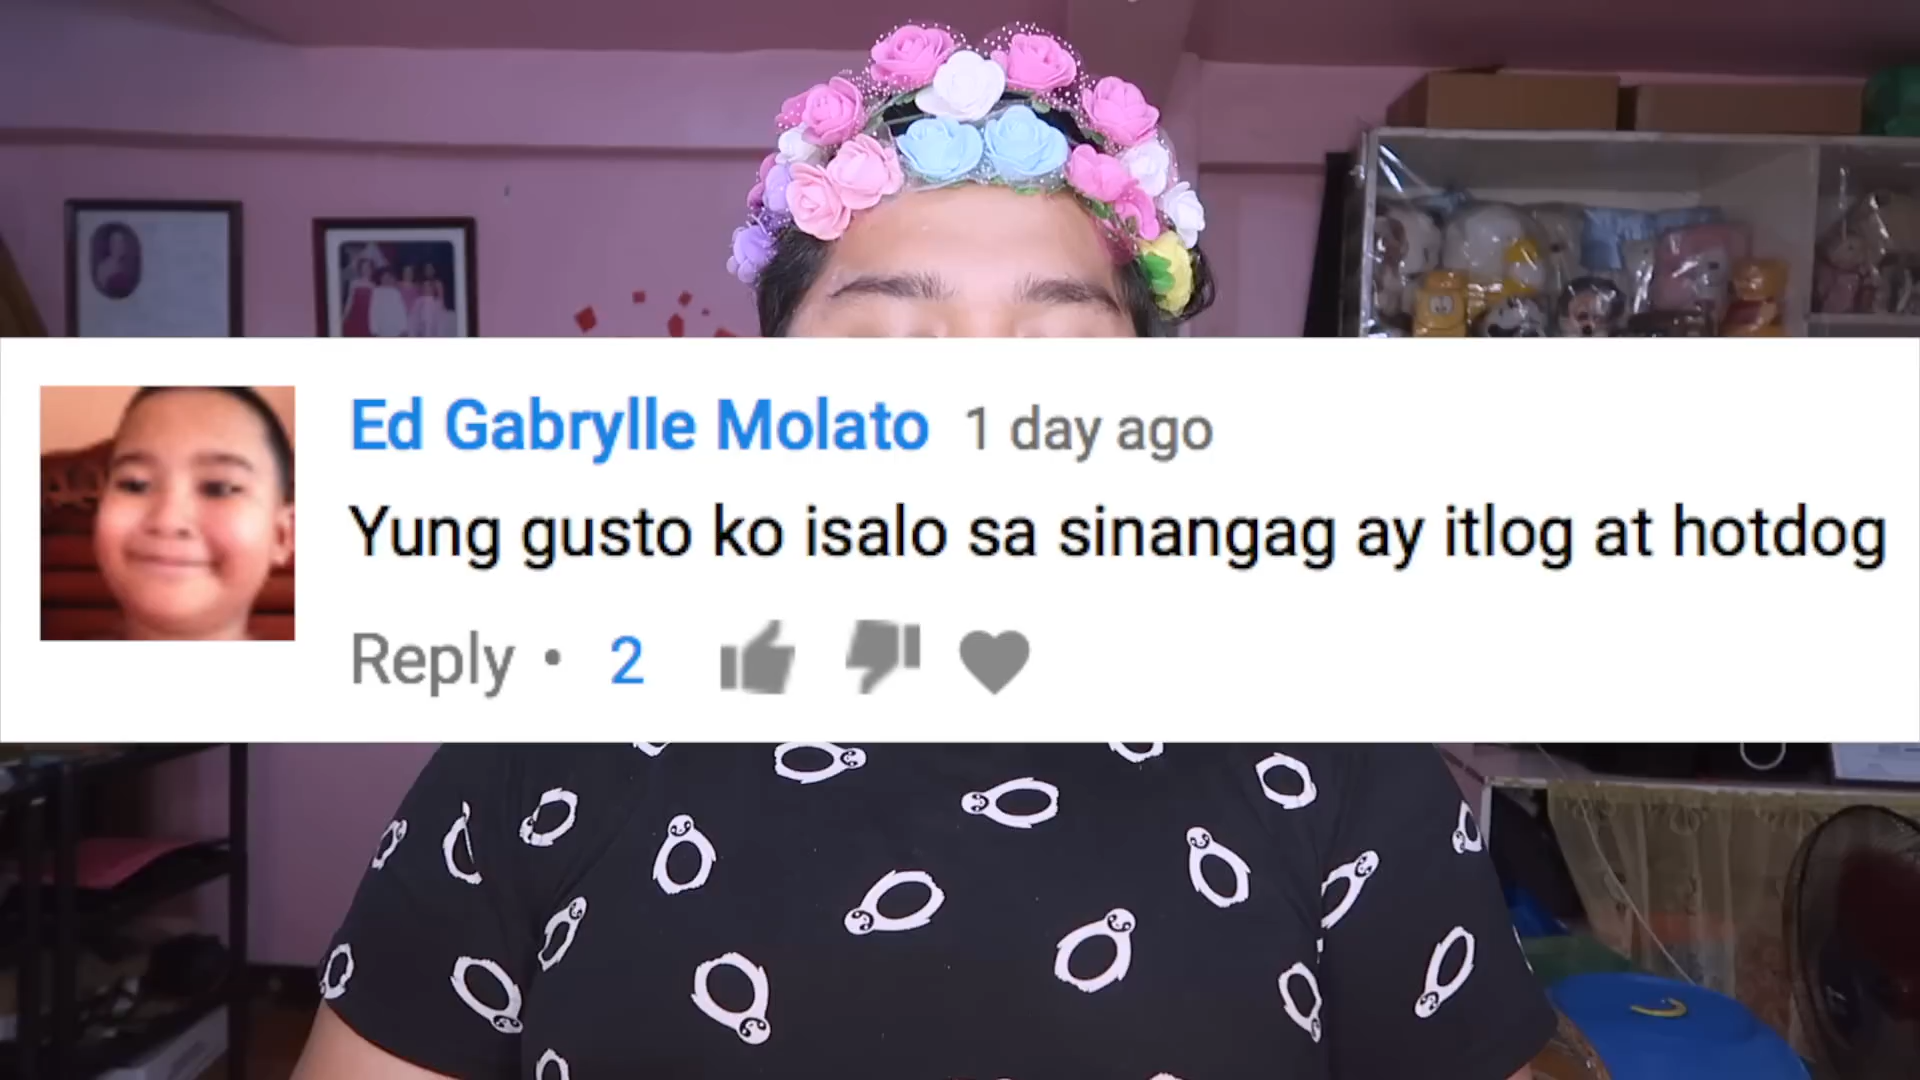 Ed Gabrylle Molato 1 day ago
Yung gusto ko isalo sa sinangag ay itlog at hotdog
Reply • 2